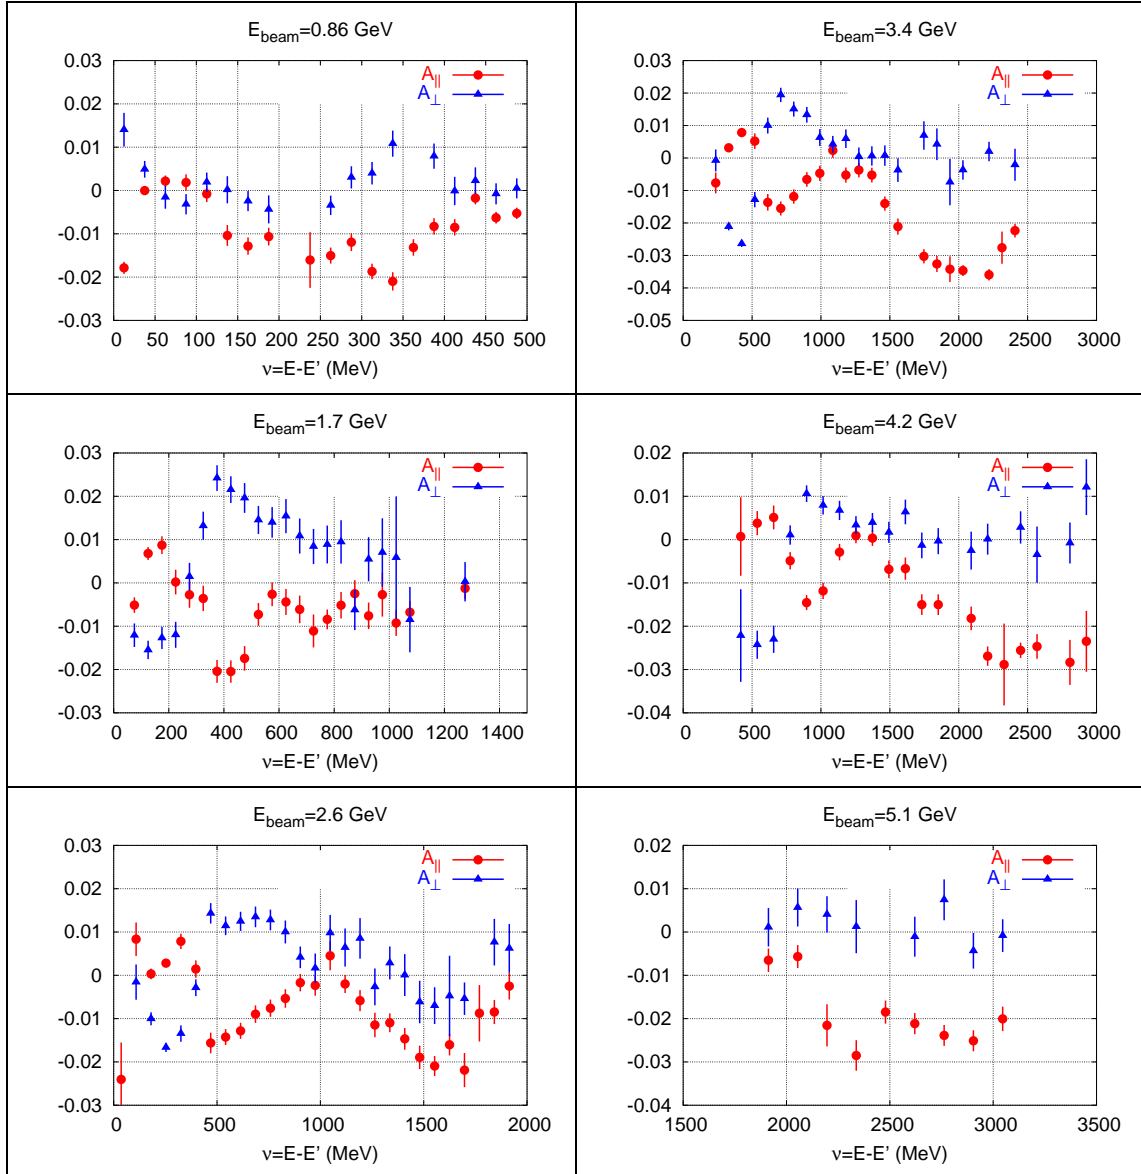 E_beam=0.86 GeV
0.03
0.02
0.01
0
-0.01
-0.02
-0.03
A_||
A_⊥
0 50 100 150 200 250 300 350 400 450 500
ν=E-E' (MeV)
E_beam=3.4 GeV
0.03
0.02
0.01
0
-0.01
-0.02
-0.03
-0.04
-0.05
A_||
A_⊥
0 500 1000 1500 2000 2500 3000
ν=E-E' (MeV)
E_beam=1.7 GeV
0.03
0.02
0.01
0
-0.01
-0.02
-0.03
A_||
A_⊥
0 200 400 600 800 1000 1200 1400
ν=E-E' (MeV)
E_beam=4.2 GeV
0.02
0.01
0
-0.01
-0.02
-0.03
-0.04
A_||
A_⊥
0 500 1000 1500 2000 2500 3000
ν=E-E' (MeV)
E_beam=2.6 GeV
0.03
0.02
0.01
0
-0.01
-0.02
-0.03
A_||
A_⊥
0 500 1000 1500 2000
ν=E-E' (MeV)
E_beam=5.1 GeV
0.02
0.01
0
-0.01
-0.02
-0.03
-0.04
A_||
A_⊥
1500 2000 2500 3000 3500
ν=E-E' (MeV)